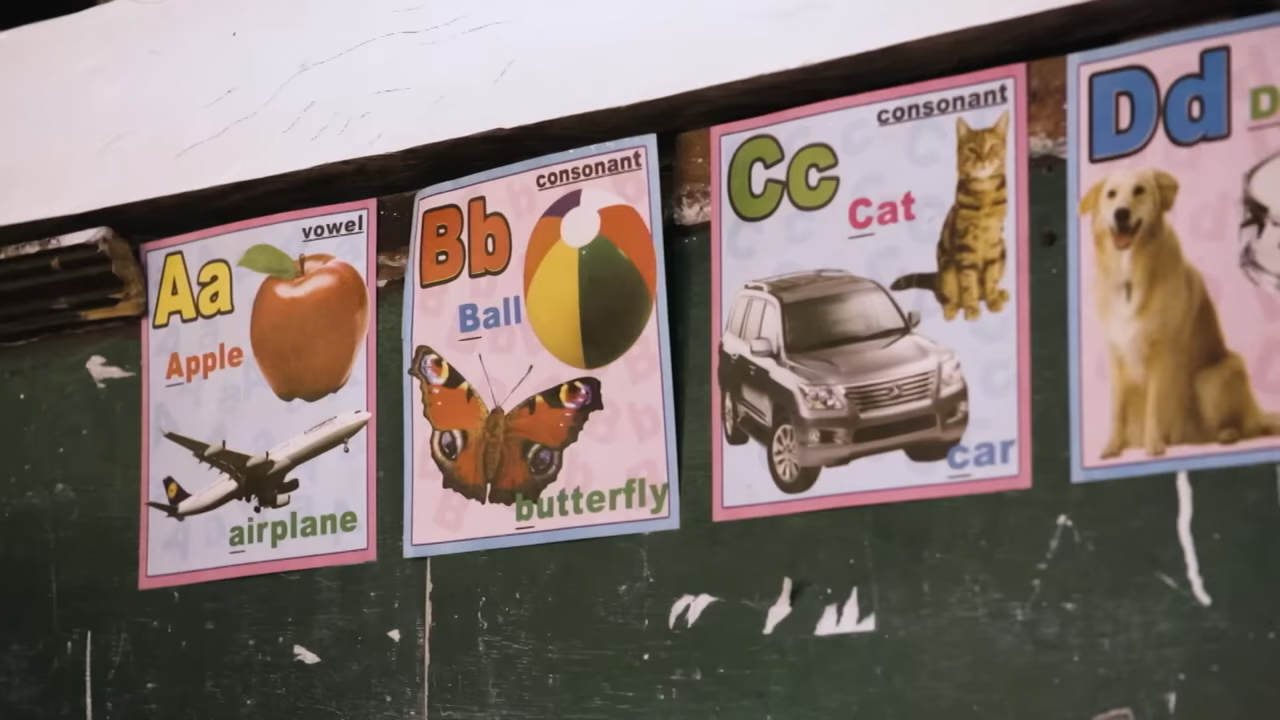 vowel
Aa
Apple
airplane
consonant
Bb
Ball
butterfly
consonant
Cc
Cat
car
Dd